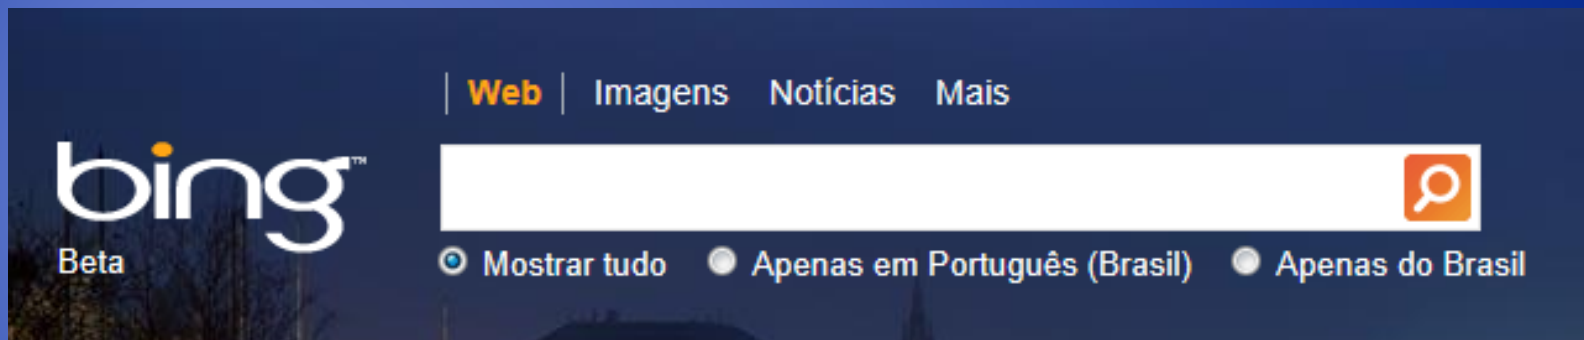 Web Imagens Notícias Mais
bing™
Beta
Mostrar tudo Apenas em Português (Brasil) Apenas do Brasil